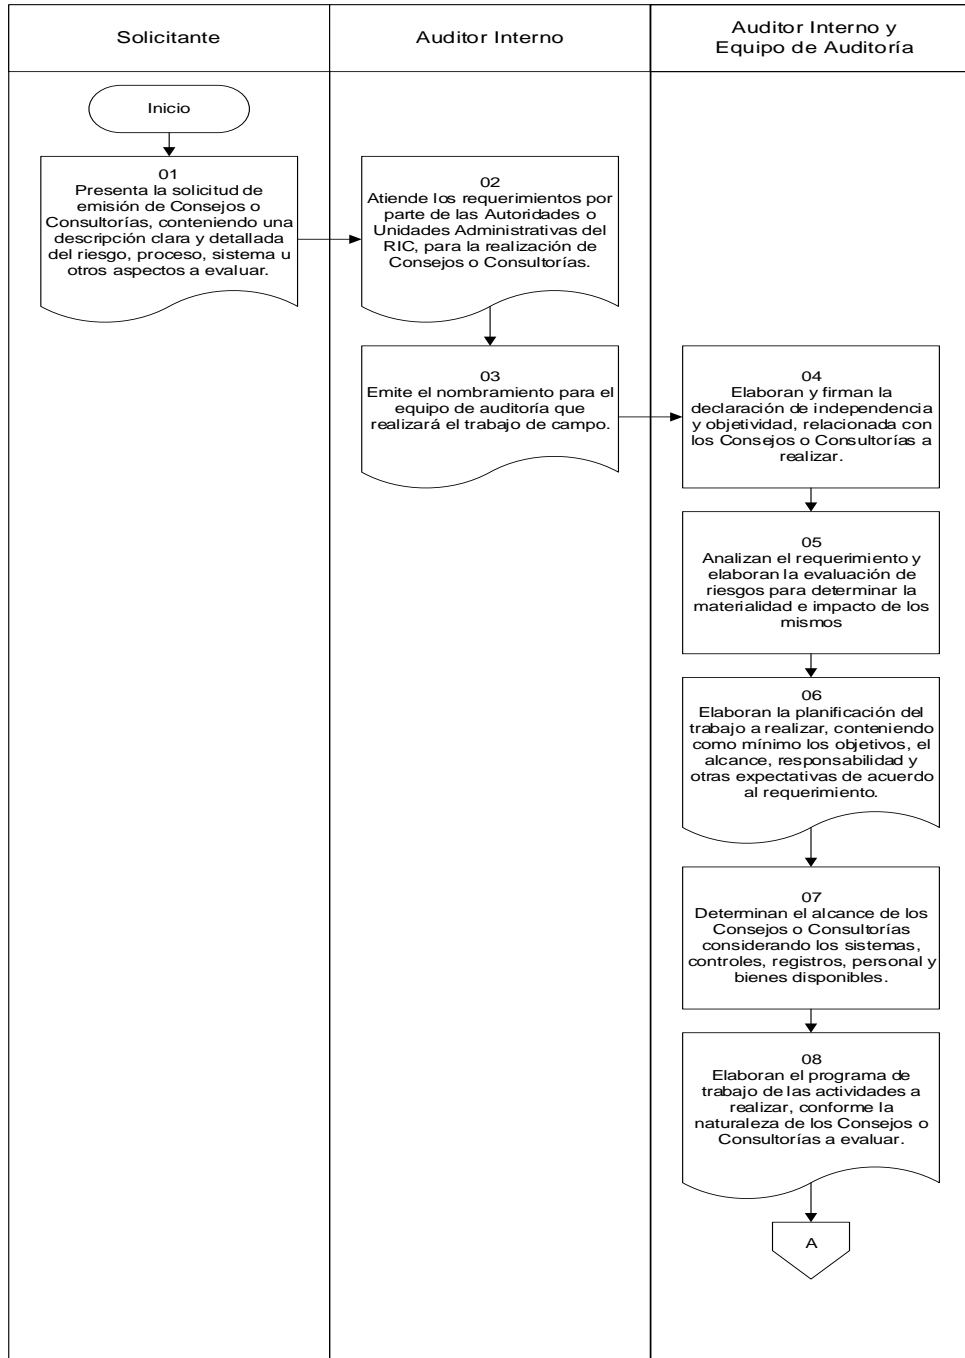 Solicitante
Auditor Interno
Auditor Interno y
Equipo de Auditoría
Inicio
01
Presenta la solicitud de
emisión de Consejos o
Consultorías, conteniendo una
descripción clara y detallada
del riesgo, proceso, sistema u
otros aspectos a evaluar.
02
Atiende los requerimientos por
parte de las Autoridades o
Unidades Administrativas del
RIC, para la realización de
Consejos o Consultorías.
03
Emite el nombramiento para el
equipo de auditoría que
realizará el trabajo de campo.
04
Elaboran y firman la
declaración de independencia
y objetividad, relacionada con
los Consejos o Consultorías a
realizar.
05
Analizan el requerimiento y
elaboran la evaluación de
riesgos para determinar la
materialidad e impacto de los
mismos
06
Elaboran la planificación del
trabajo a realizar, conteniendo
como mínimo los objetivos, el
alcance, responsabilidad y
otras expectativas de acuerdo
al requerimiento.
07
Determinan el alcance de los
Consejos o Consultorías
considerando los sistemas,
controles, registros, personal y
bienes disponibles.
08
Elaboran el programa de
trabajo de las actividades a
realizar, conforme la
naturaleza de los Consejos o
Consultorías a evaluar.
A